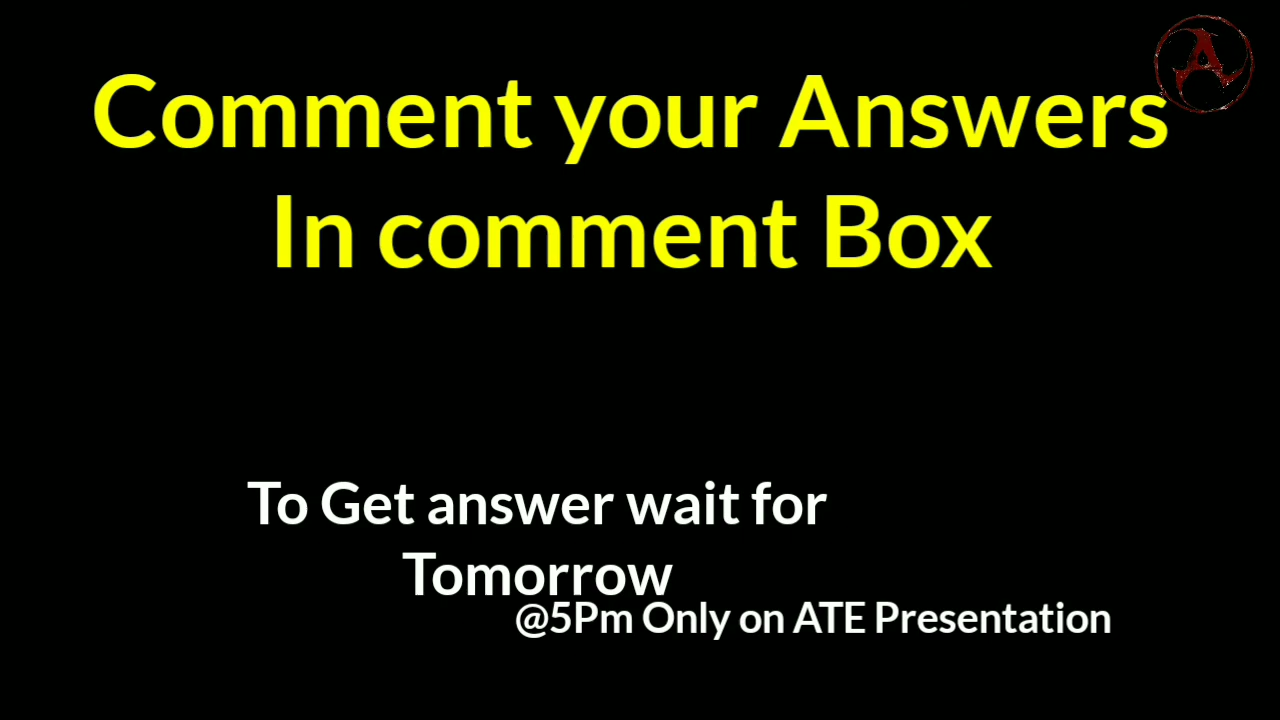 Comment your Answers
In comment Box
To Get answer wait for
Tomorrow
@5Pm Only on ATE Presentation
A